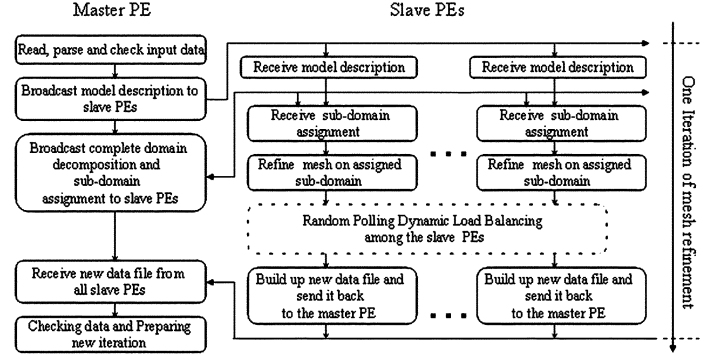 Master PE
Slave PEs
Read, parse and check input data
Broadcast model description to
slave PEs
Broadcast complete domain
decomposition and
sub-domain
assignment to slave PEs
Receive new data file from
all slave PEs
Checking data and Preparing
new iteration
Receive model description
Receive model description
Receive sub-domain
assignment
Receive sub-domain
assignment
Refine mesh on assigned
sub-domain
Refine mesh on assigned
sub-domain
Random Polling Dynamic Load Balancing
among the slave PEs
Build up new data file and
send it back
to the master PE
Build up new data file and
send it back
to the master PE
One Iteration of mesh refinement